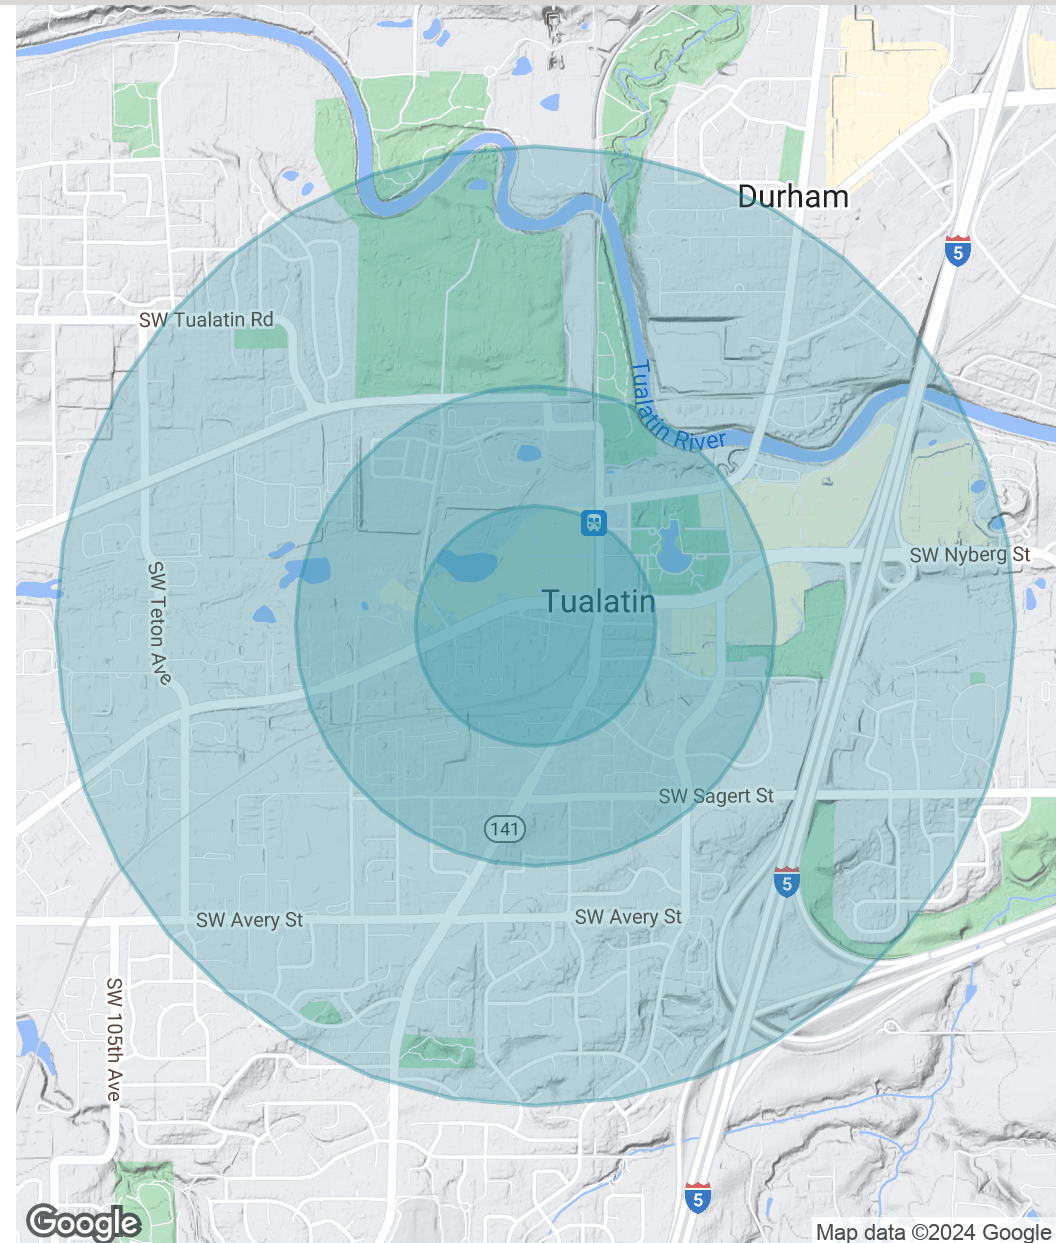 Durham
5
SW Tualatin Rd
Tualatin River
SW Nyberg St
SW Teton Ave
Tualatin
SW Sagert St
141
5
SW Avery St
SW Avery St
SW 105th Ave
5
Google
Map data ©2024 Google